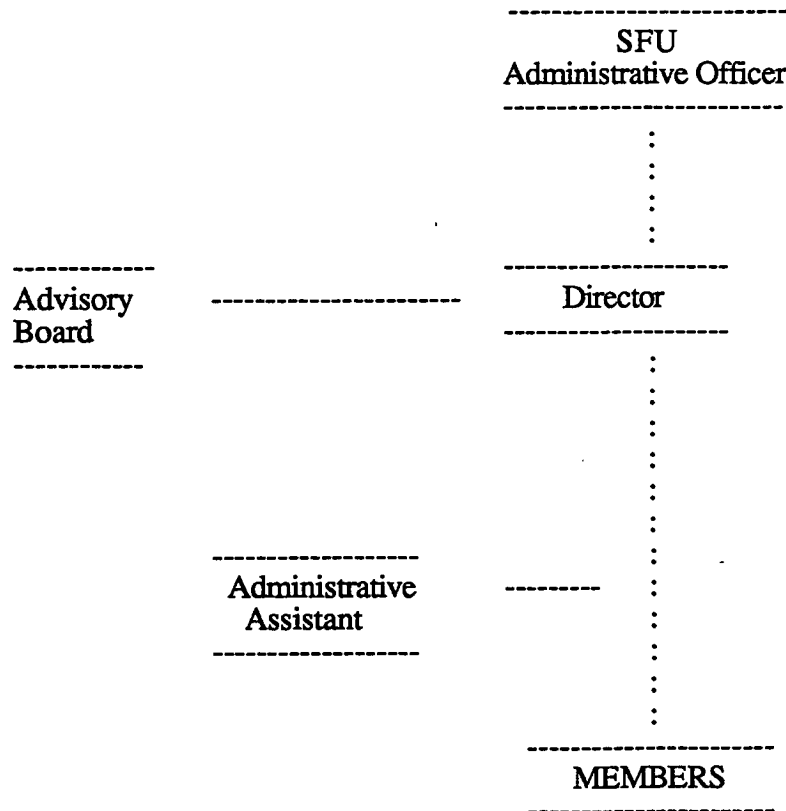 SFU
Administrative Officer
Advisory
Board
Director
Administrative
Assistant
MEMBERS